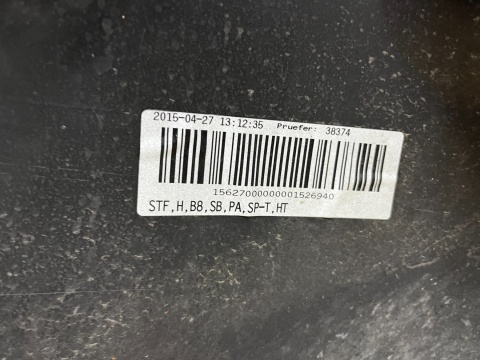 2015-04-27 13:12:35 Pruefer: 38374
15627000000001526940
STF,H,B8,SB,PA,SP-T,HT